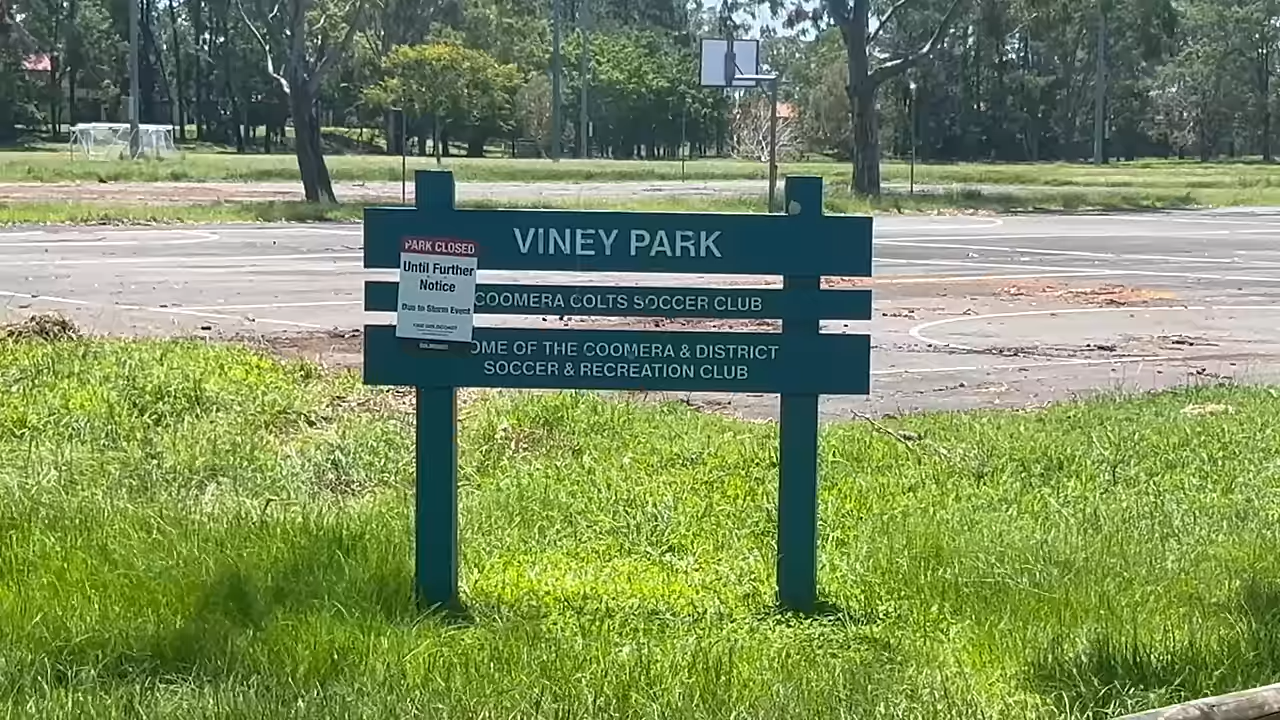 VINEY PARK
PARK CLOSED
Until Further
Notice
Due to Storm Event
COOMERA COLTS SOCCER CLUB
OME OF THE COOMERA & DISTRICT
SOCCER & RECREATION CLUB